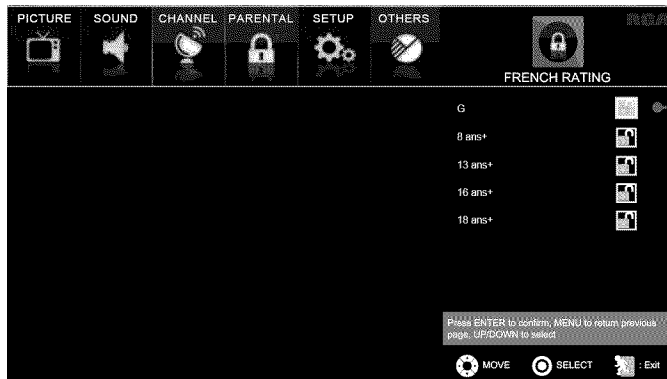 PICTURE SOUND CHANNEL PARENTAL SETUP OTHERS
RCA
FRENCH RATING
G
8 ans+
13 ans+
16 ans+
18 ans+
Press ENTER to confirm, MENU to return previous
page, UP/DOWN to select
MOVE SELECT : Exit